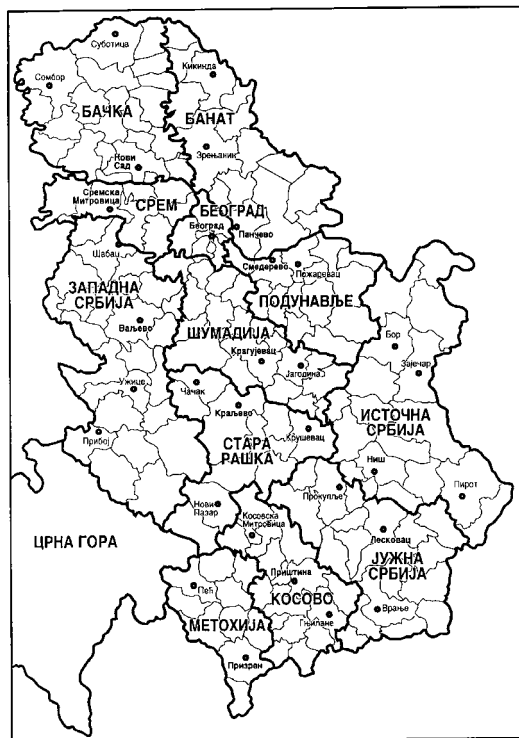 Суботица
Сомбор
Кикинда
БАЧКА
БАНАТ
Зрењаник
Нови
Сад
Сремска
Митровица
СРЕМ
БЕОГРАД
Београд
Панчево
Шабац
Смедерево
Пожаревац
ЗАПАДНА
СРБИЈА
ПОДУНАВЉЕ
Ваљево
ШУМАДИЈА
Бор
Крагујевац
Јагодина
Зајечар
Ужице
Чачак
Краљево
ИСТОЧНА
СРБИЈА
Прибој
СТАРА
РАШКА
Крушевац
Ниш
Прокупље
Пирот
Нови
Пазар
Косовска
Митровица
ЦРНА ГОРА
Лесковац
ЈУЖНА
СРБИЈА
Пећ
Приштина
КОСОВО
Врање
Гњилане
МЕТОХИЈА
Призрен